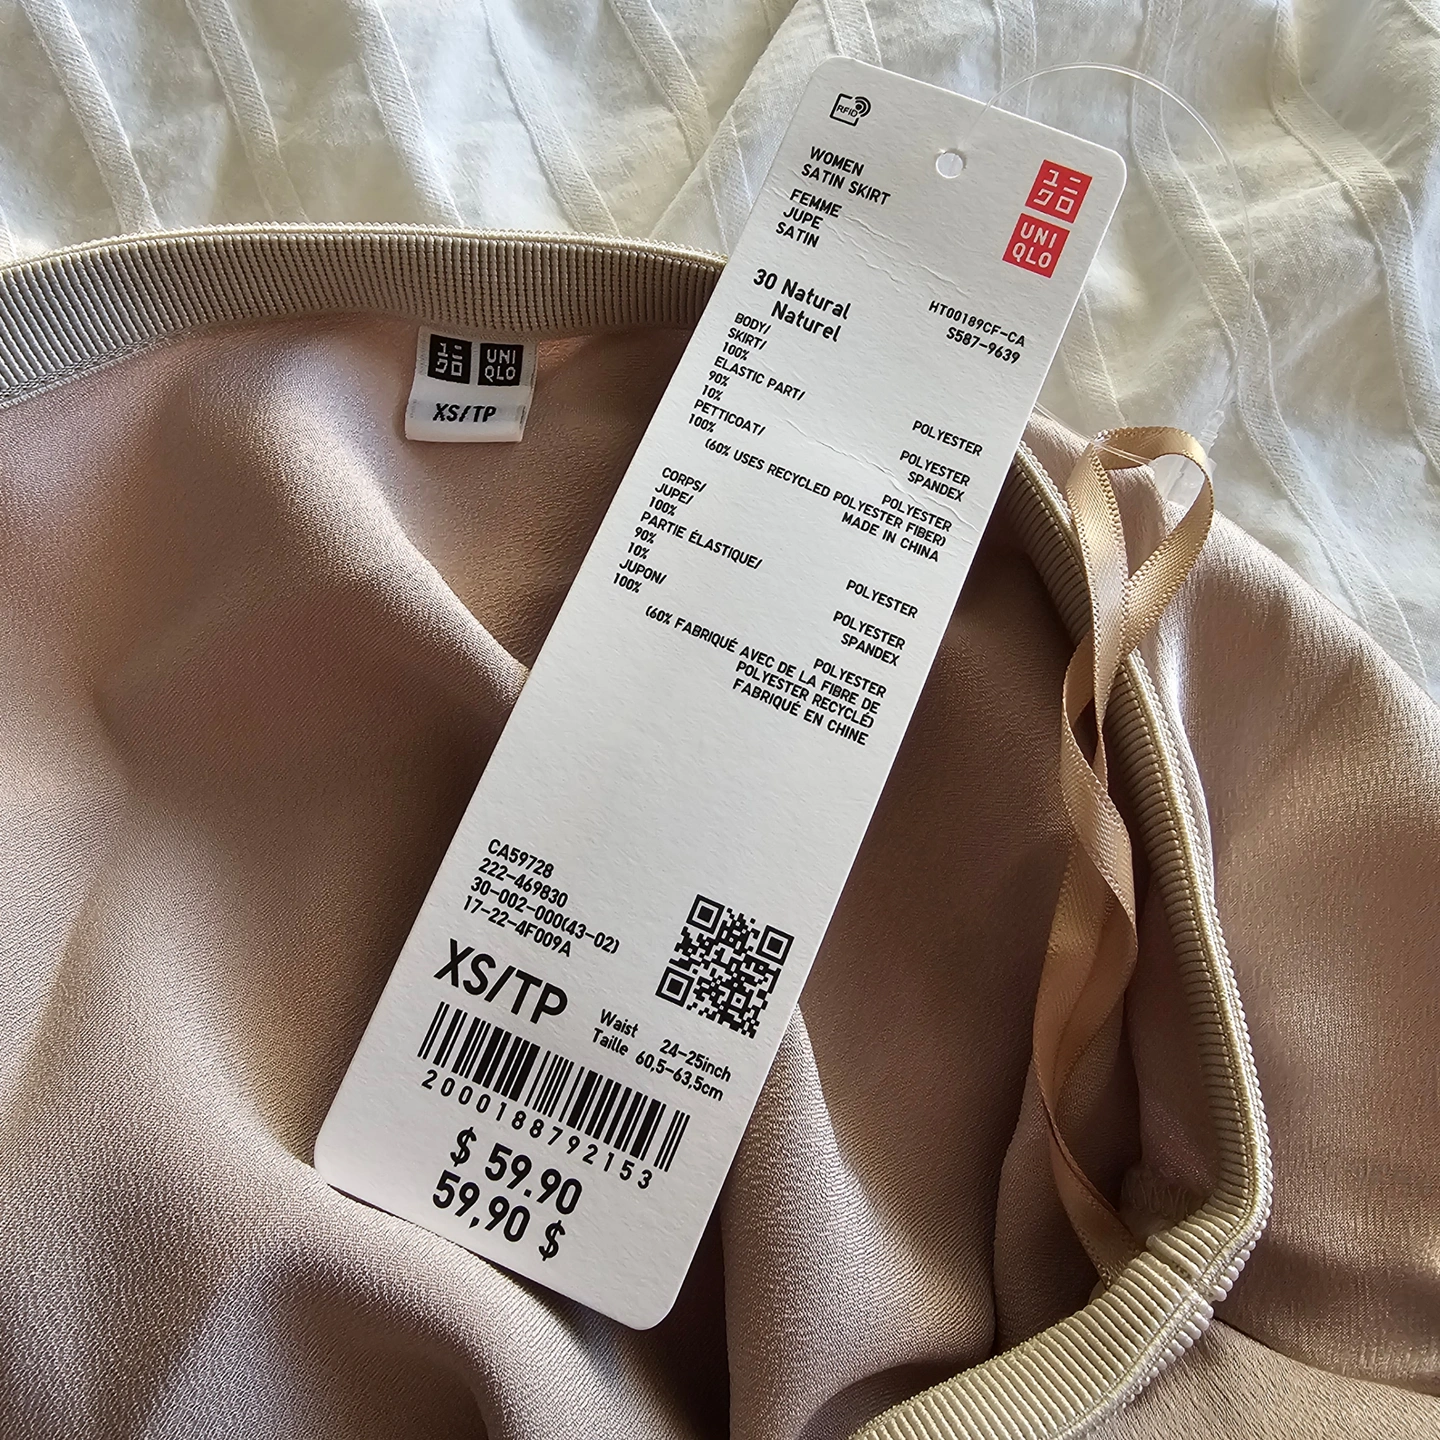 RFID
WOMEN
SATIN SKIRT
FEMME
JUPE
SATIN
ユニ
クロ
UNI
QLO
30 Natural
Naturel
HT00189CF-CA
S587-9639
BODY/
SKIRT/
100% POLYESTER
ELASTIC PART/
90% POLYESTER
10% SPANDEX
PETTICOAT/
100% POLYESTER
(60% USES RECYCLED POLYESTER FIBER)
MADE IN CHINA
CORPS/
JUPE/
100% POLYESTER
PARTIE ÉLASTIQUE/
90% POLYESTER
10% SPANDEX
JUPON/
100% POLYESTER
(60% FABRIQUÉ AVEC DE LA FIBRE DE
POLYESTER RECYCLÉ)
FABRIQUÉ EN CHINE
CA59728
222-469830
30-002-000(43-02)
17-22-4F009A
XS/TP
Waist 24-25inch
Taille 60,5-63,5cm
2000188792153
$ 59.90
59,90 $
ユニ
クロ
UNI
QLO
XS/TP